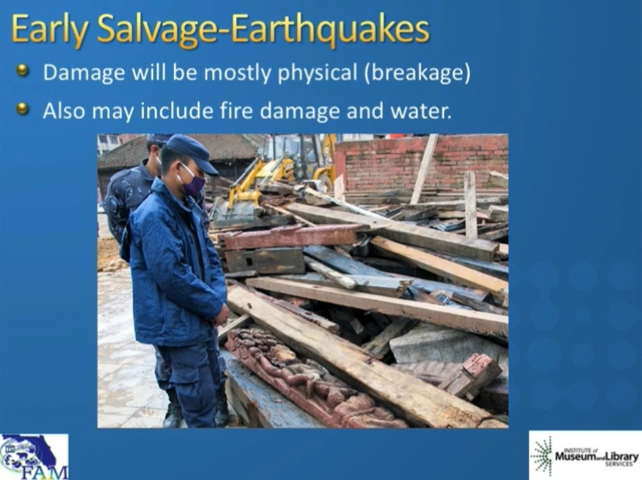 Early Salvage-Earthquakes
Damage will be mostly physical (breakage)
Also may include fire damage and water.
FAM
INSTITUTE of
Museum and Library
SERVICES